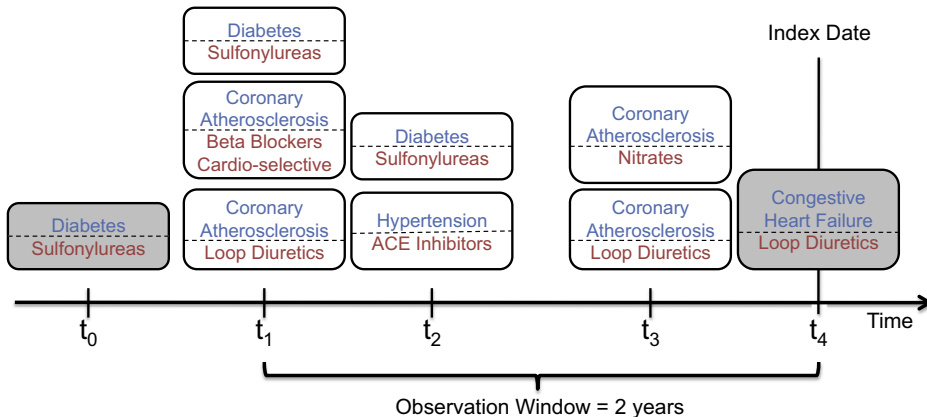 Index Date
Diabetes
Sulfonylureas
Coronary
Atherosclerosis
Beta Blockers
Cardio-selective
Coronary
Atherosclerosis
Loop Diuretics
Diabetes
Sulfonylureas
Hypertension
ACE Inhibitors
Coronary
Atherosclerosis
Nitrates
Coronary
Atherosclerosis
Loop Diuretics
Congestive
Heart Failure
Loop Diuretics
Diabetes
Sulfonylureas
t0
t1
t2
t3
t4
Time
Observation Window = 2 years